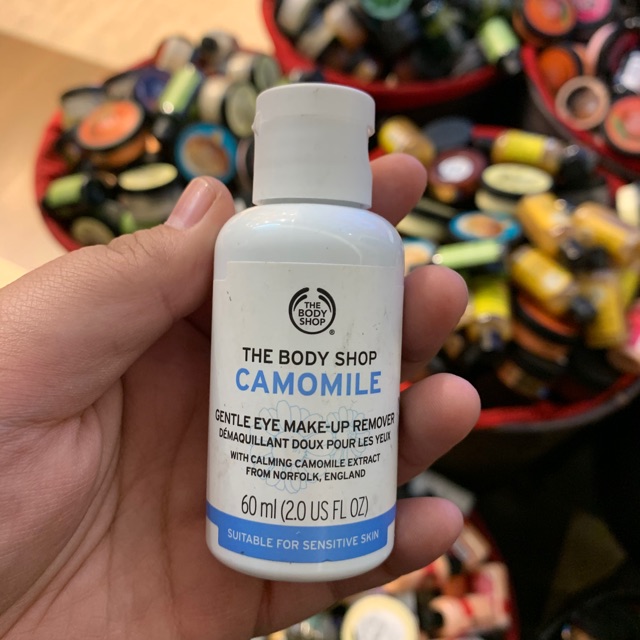 THE
BODY
SHOP
®
THE BODY SHOP
CAMOMILE
GENTLE EYE MAKE-UP REMOVER
DÉMAQUILLANT DOUX POUR LES YEUX
WITH CALMING CAMOMILE EXTRACT
FROM NORFOLK, ENGLAND
60 ml (2.0 US FL OZ)
SUITABLE FOR SENSITIVE SKIN